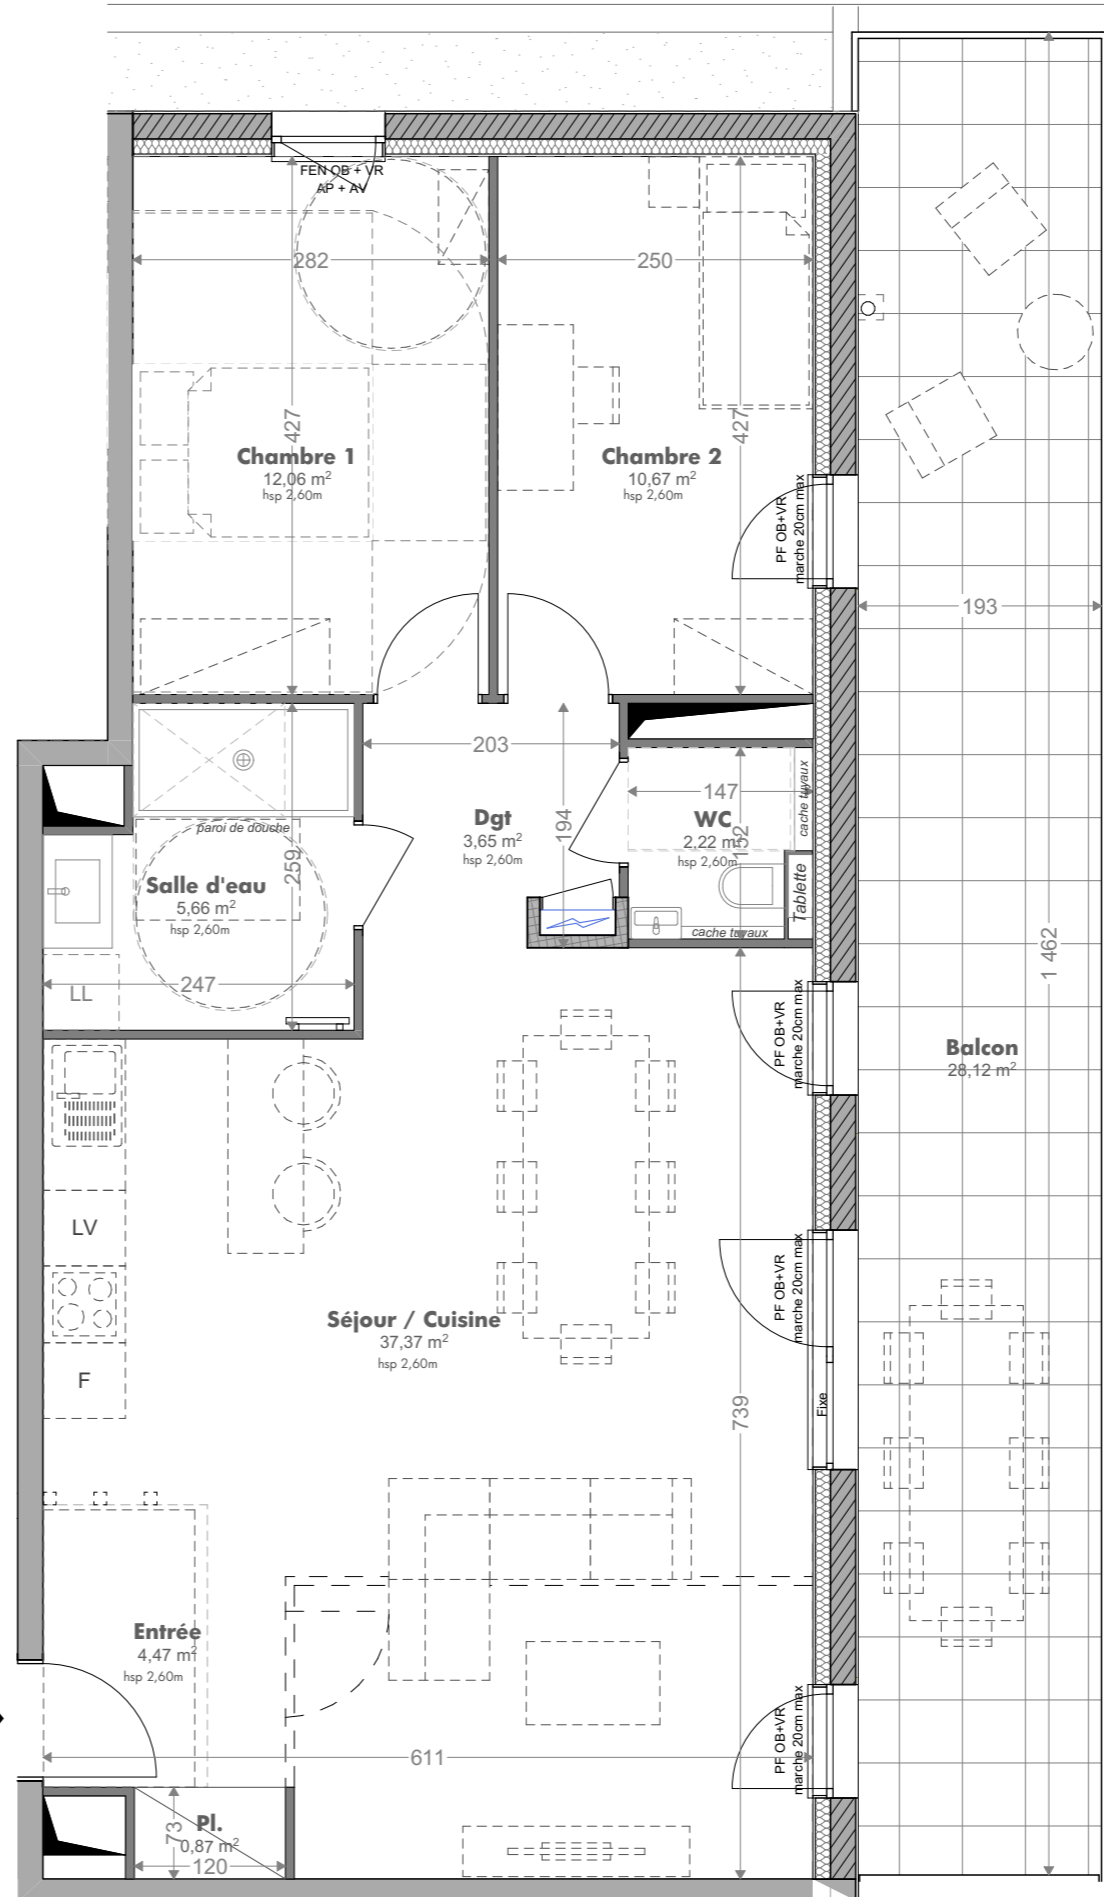 FEN OB + VR
AP + AV
282
250
427
427
Chambre 1
12,06 m²
hsp 2,60m
Chambre 2
10,67 m²
hsp 2,60m
PF OB+VR
marche 20cm max
193
203
194
Dgt
3,65 m²
hsp 2,60m
147
WC
2,22 m²
hsp 2,60m
152
cache tuyaux
Tablette
cache tuyaux
paroi de douche
259
Salle d'eau
5,66 m²
hsp 2,60m
247
LL
PF OB+VR
marche 20cm max
1 462
Balcon
28,12 m²
LV
F
Séjour / Cuisine
37,37 m²
hsp 2,60m
PF OB+VR
marche 20cm max
Fixe
739
Entrée
4,47 m²
hsp 2,60m
611
PF OB+VR
marche 20cm max
73
Pl.
0,87 m²
120